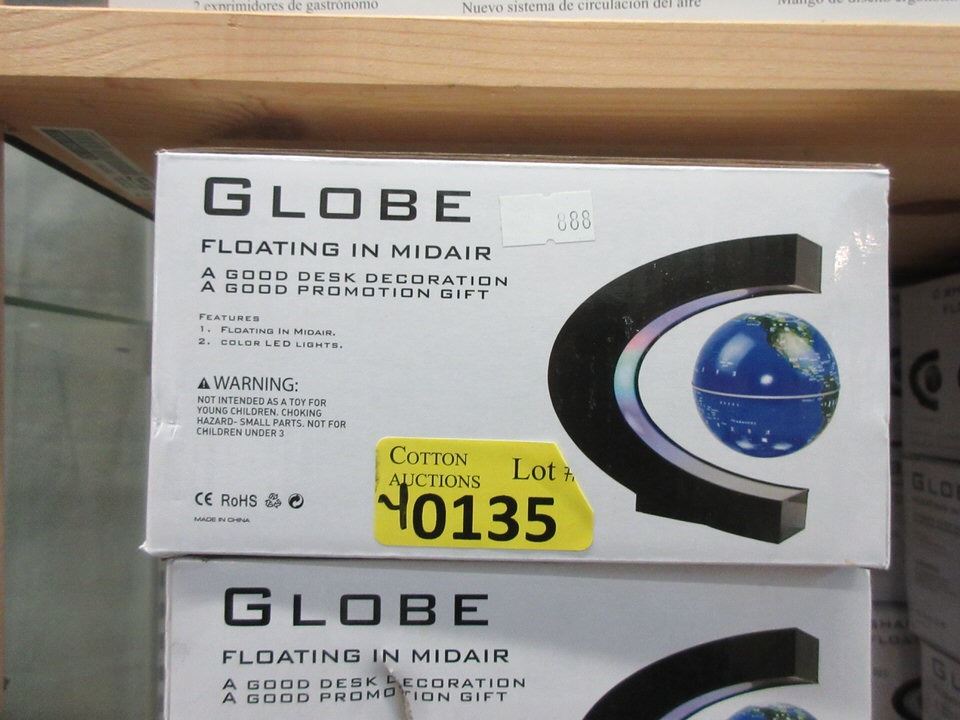 2 exprimidores de gastrónomo
Nuevo sistema de circulación del aire
GLOBE
888
FLOATING IN MIDAIR
A GOOD DESK DECORATION
A GOOD PROMOTION GIFT
FEATURES
1. FLOATING IN MIDAIR.
2. COLOR LED LIGHTS.
WARNING:
NOT INTENDED AS A TOY FOR
YOUNG CHILDREN. CHOKING
HAZARD- SMALL PARTS. NOT FOR
CHILDREN UNDER 3
CE RoHS
MADE IN CHINA
COTTON
AUCTIONS
Lot #
40135
GLOBE
FLOATING IN MIDAIR
A GOOD DESK DECORATION
A GOOD PROMOTION GIFT